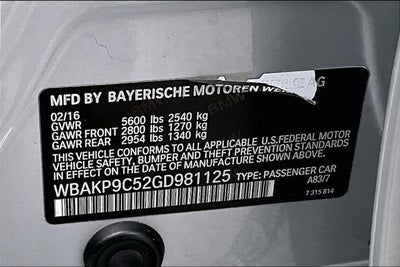 MFD BY BAYERISCHE MOTOREN WERKE AG
02/16
GVWR 5600 lbs 2540 kg
GAWR FRONT 2800 lbs 1270 kg
GAWR REAR 2954 lbs 1340 kg
THIS VEHICLE CONFORMS TO ALL APPLICABLE U.S.FEDERAL MOTOR
VEHICLE SAFETY, BUMPER, AND THEFT PREVENTION STANDARDS
IN EFFECT ON THE DATE OF MANUFACTURE SHOWN ABOVE.
WBAKP9C52GD981125 TYPE: PASSENGER CAR
A83/7
7 315 814